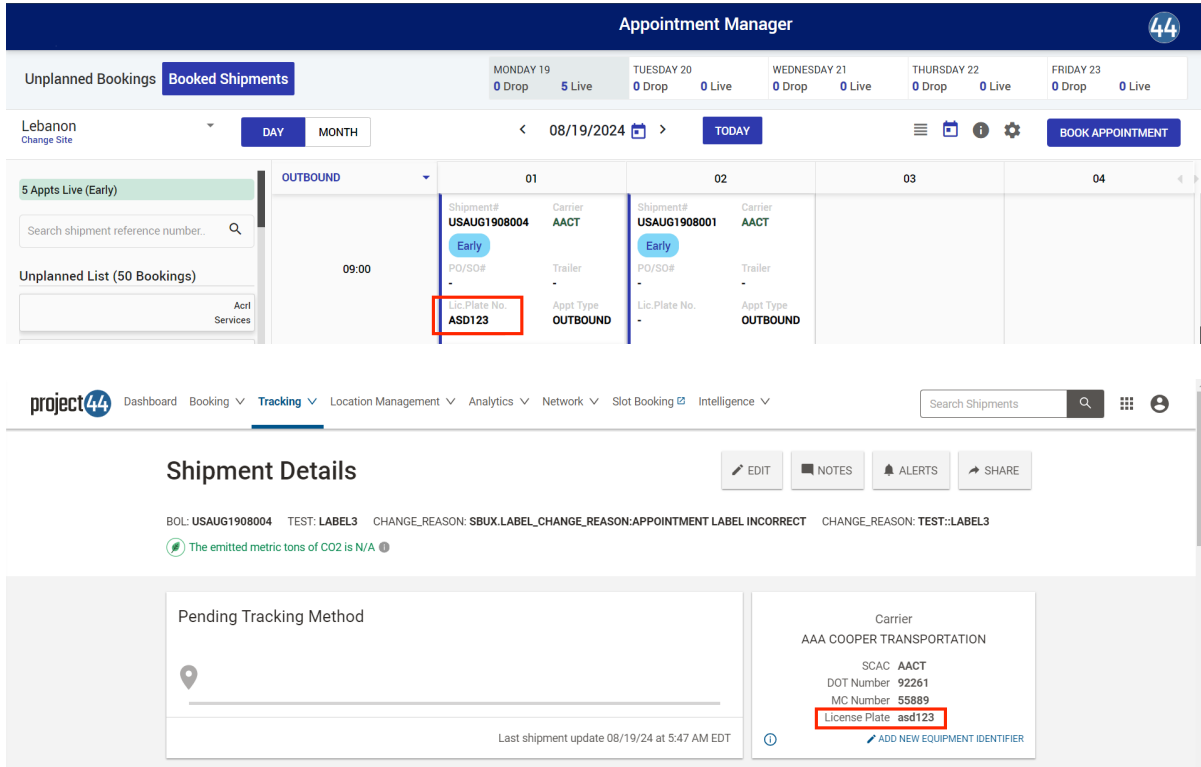 Appointment Manager
44
Unplanned Bookings Booked Shipments
MONDAY 19 TUESDAY 20 WEDNESDAY 21 THURSDAY 22 FRIDAY 23
0 Drop 5 Live 0 Drop 0 Live 0 Drop 0 Live 0 Drop 0 Live 0 Drop 0 Live
Lebanon
Change Site
DAY MONTH
08/19/2024
TODAY
BOOK APPOINTMENT
5 Appts Live (Early)
Search shipment reference number..
Unplanned List (50 Bookings)
Acrl
Services
OUTBOUND 01 02 03 04
09:00
Shipment# Carrier
USAUG1908004 AACT
Early
PO/SO# Trailer
- -
Lic.Plate No. Appt Type
ASD123 OUTBOUND
Shipment# Carrier
USAUG1908001 AACT
Early
PO/SO# Trailer
- -
Lic.Plate No. Appt Type
- OUTBOUND
project44 Dashboard Booking Tracking Location Management Analytics Network Slot Booking Intelligence
Search Shipments
Shipment Details
EDIT NOTES ALERTS SHARE
BOL: USAUG1908004 TEST: LABEL3 CHANGE_REASON: SBUX.LABEL_CHANGE_REASON:APPOINTMENT LABEL INCORRECT CHANGE_REASON: TEST::LABEL3
The emitted metric tons of CO2 is N/A
Pending Tracking Method
Last shipment update 08/19/24 at 5:47 AM EDT
Carrier
AAA COOPER TRANSPORTATION
SCAC AACT
DOT Number 92261
MC Number 55889
License Plate asd123
ADD NEW EQUIPMENT IDENTIFIER